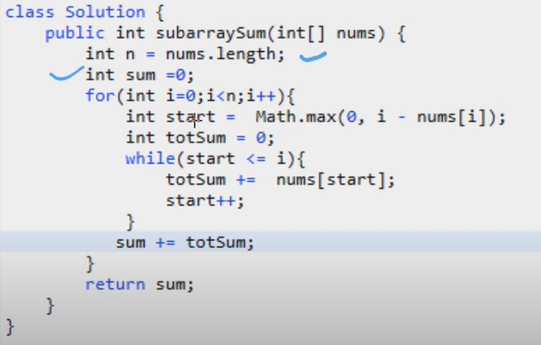 class Solution {
public int subarraySum(int[] nums) {
int n = nums.length;
int sum =0;
for(int i=0;i<n;i++){
int start =  Math.max(0, i - nums[i]);
int totSum = 0;
while(start <= i){
totSum +=  nums[start];
start++;
}
sum += totSum;
}
return sum;
}
}